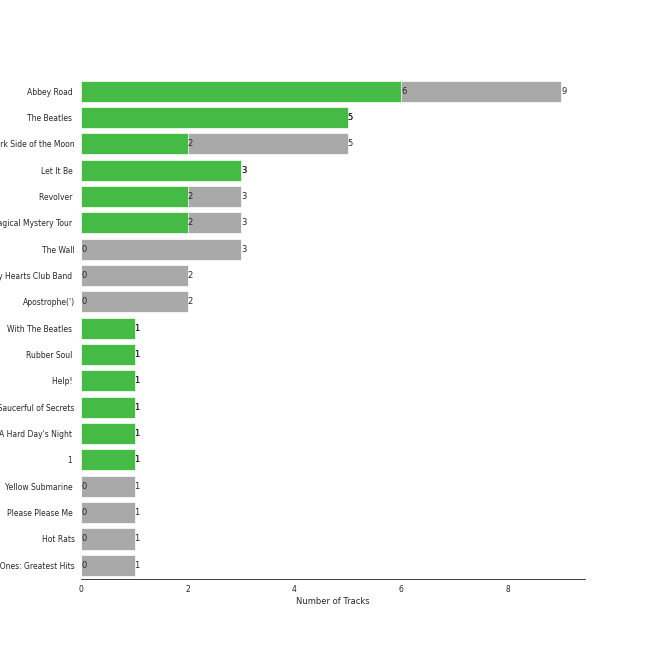 Abbey Road 6 9
The Beatles 5
rk Side of the Moon 2 5
Let It Be 3
Revolver 2 3
agical Mystery Tour 2 3
The Wall 0 3
y Hearts Club Band 0 2
Apostrophe(') 0 2
With The Beatles 1
Rubber Soul 1
Help! 1
Saucerful of Secrets 1
A Hard Day's Night 1
1 1
Yellow Submarine 0 1
Please Please Me 0 1
Hot Rats 0 1
Ones: Greatest Hits 0 1
0 2 4 6 8
Number of Tracks